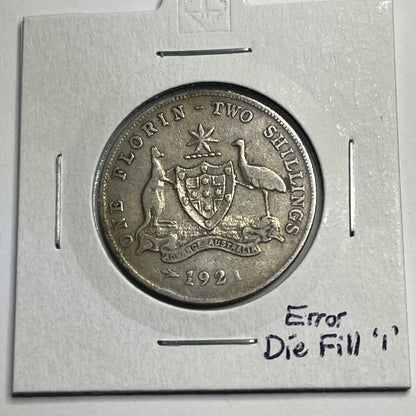 ONE FLORIN - TWO SHILLINGS
ADVANCE AUSTRALIA
1921
Error
Die Fill '1'